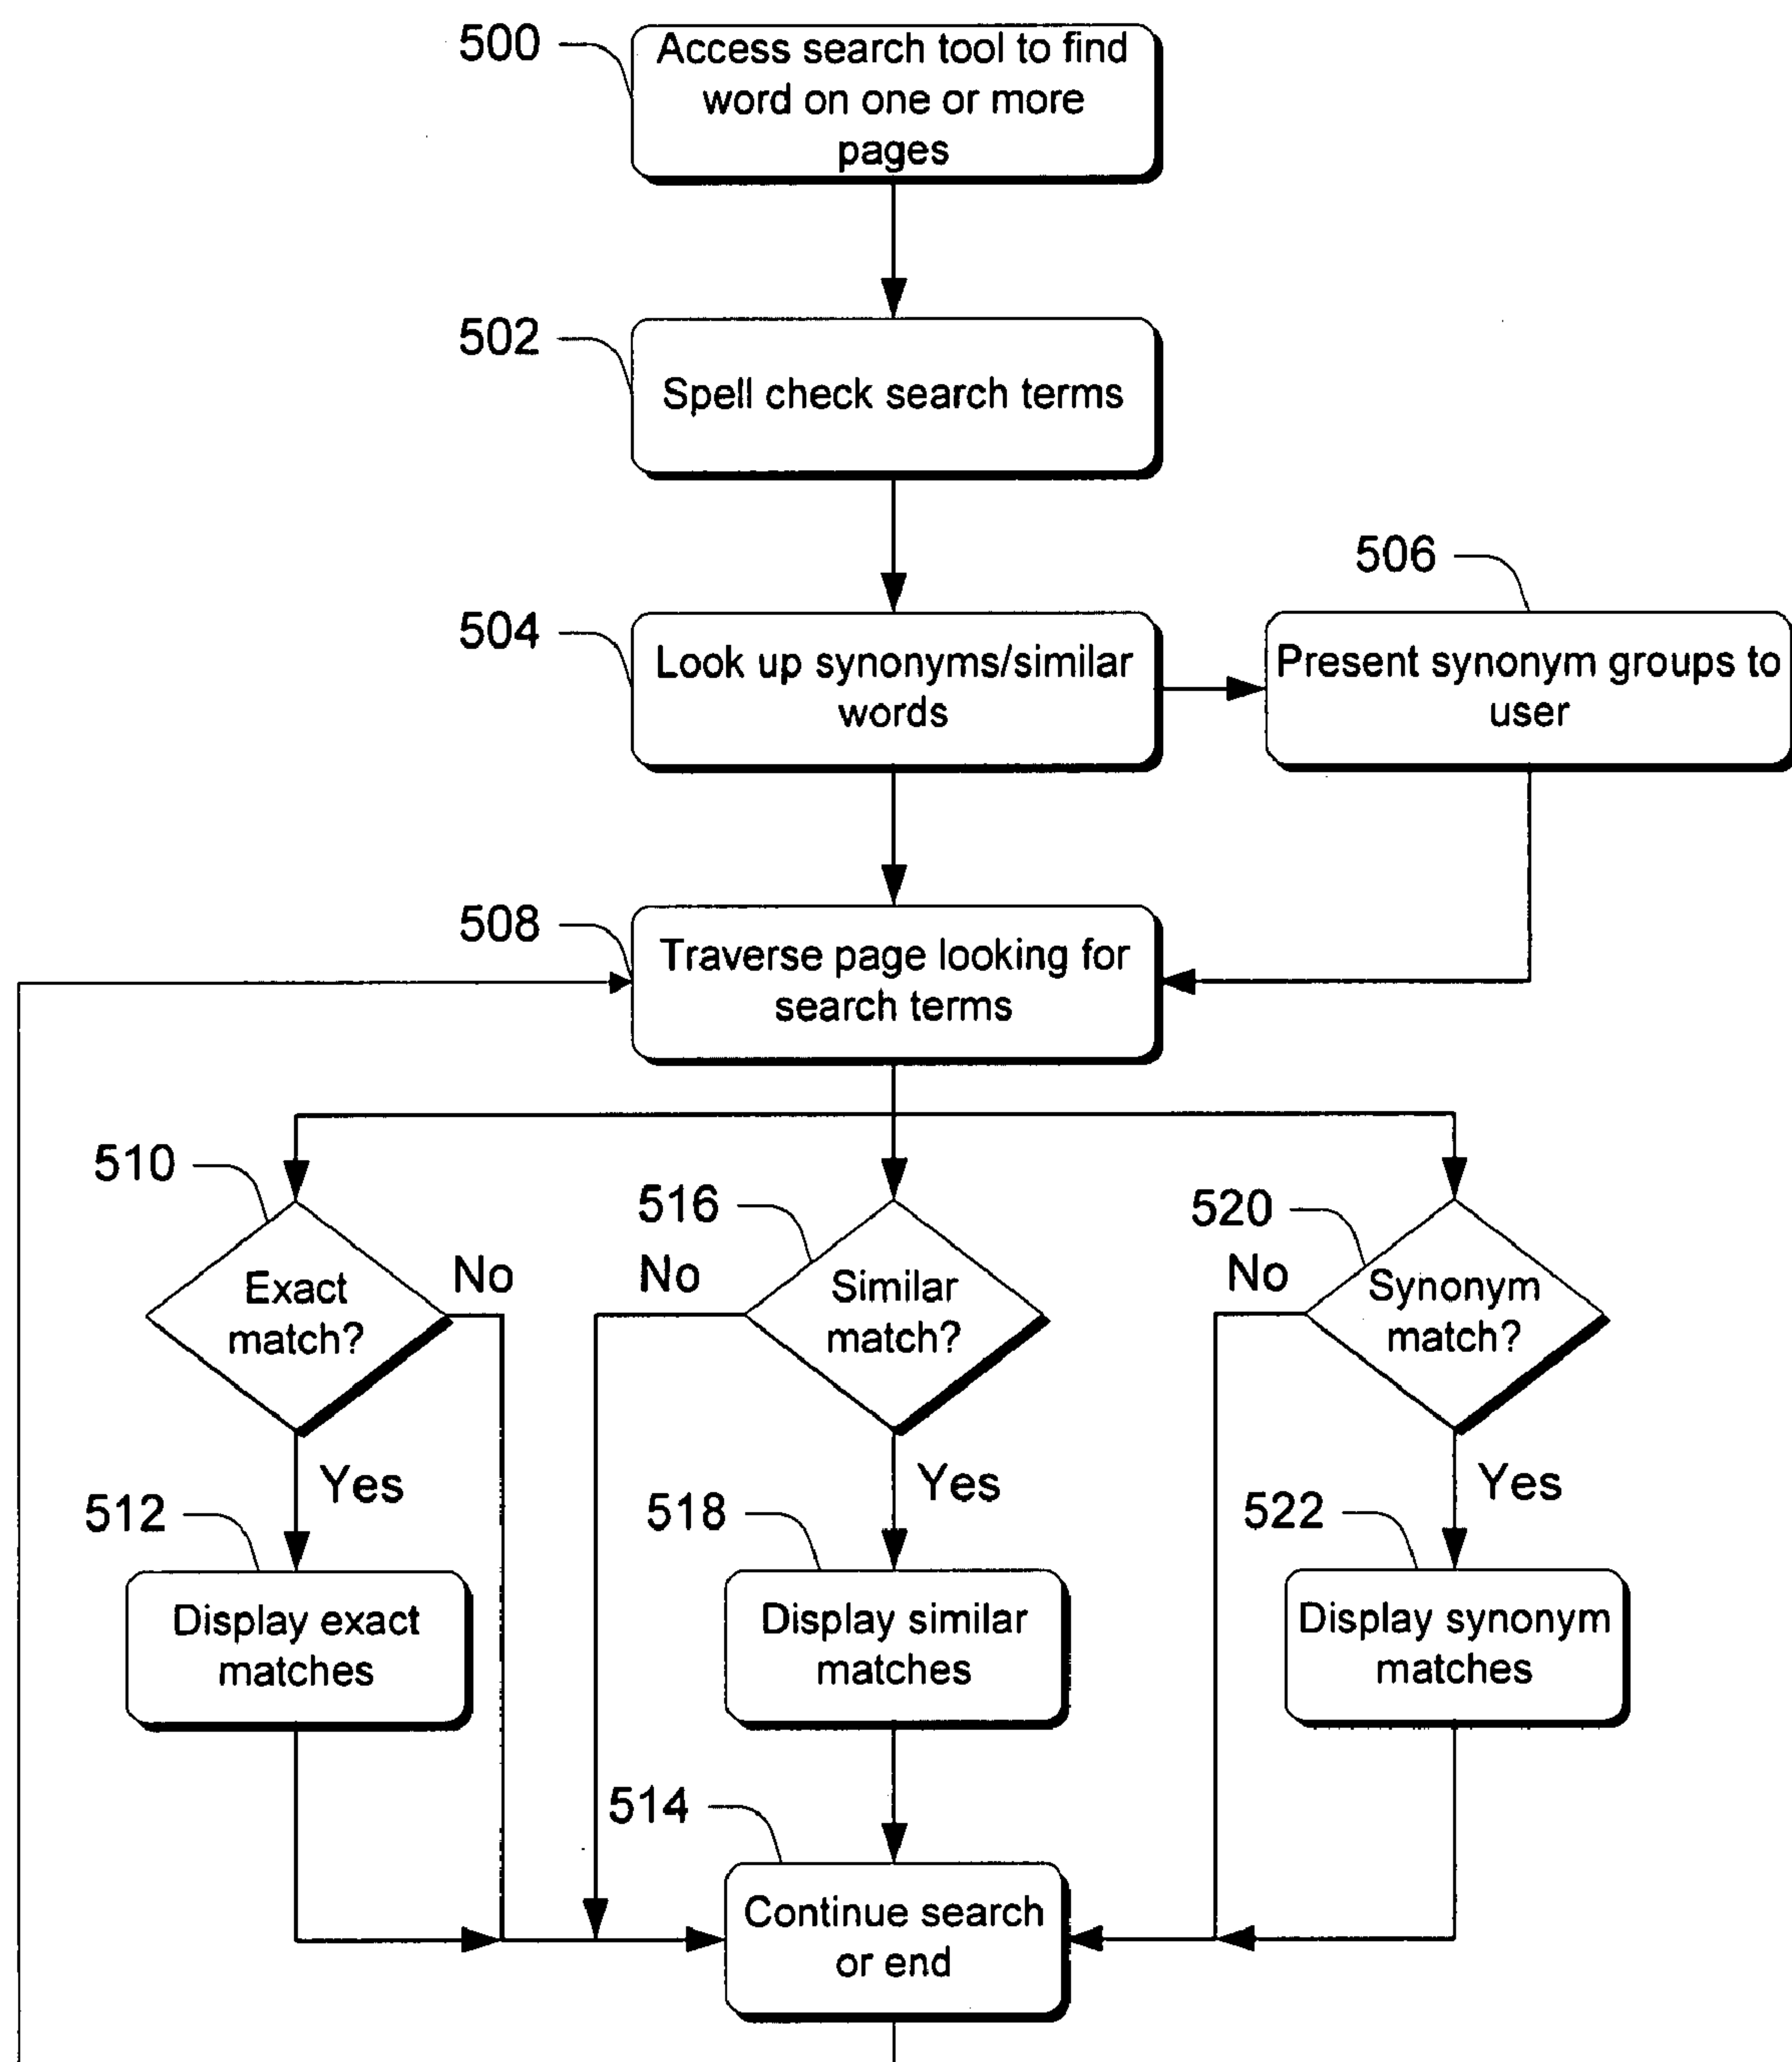 500
Access search tool to find
word on one or more
pages
502
Spell check search terms
504
Look up synonyms/similar
words
506
Present synonym groups to
user
508
Traverse page looking for
search terms
510
Exact
match?
No
Yes
512
Display exact
matches
516
Similar
match?
No
Yes
518
Display similar
matches
520
Synonym
match?
No
Yes
522
Display synonym
matches
514
Continue search
or end